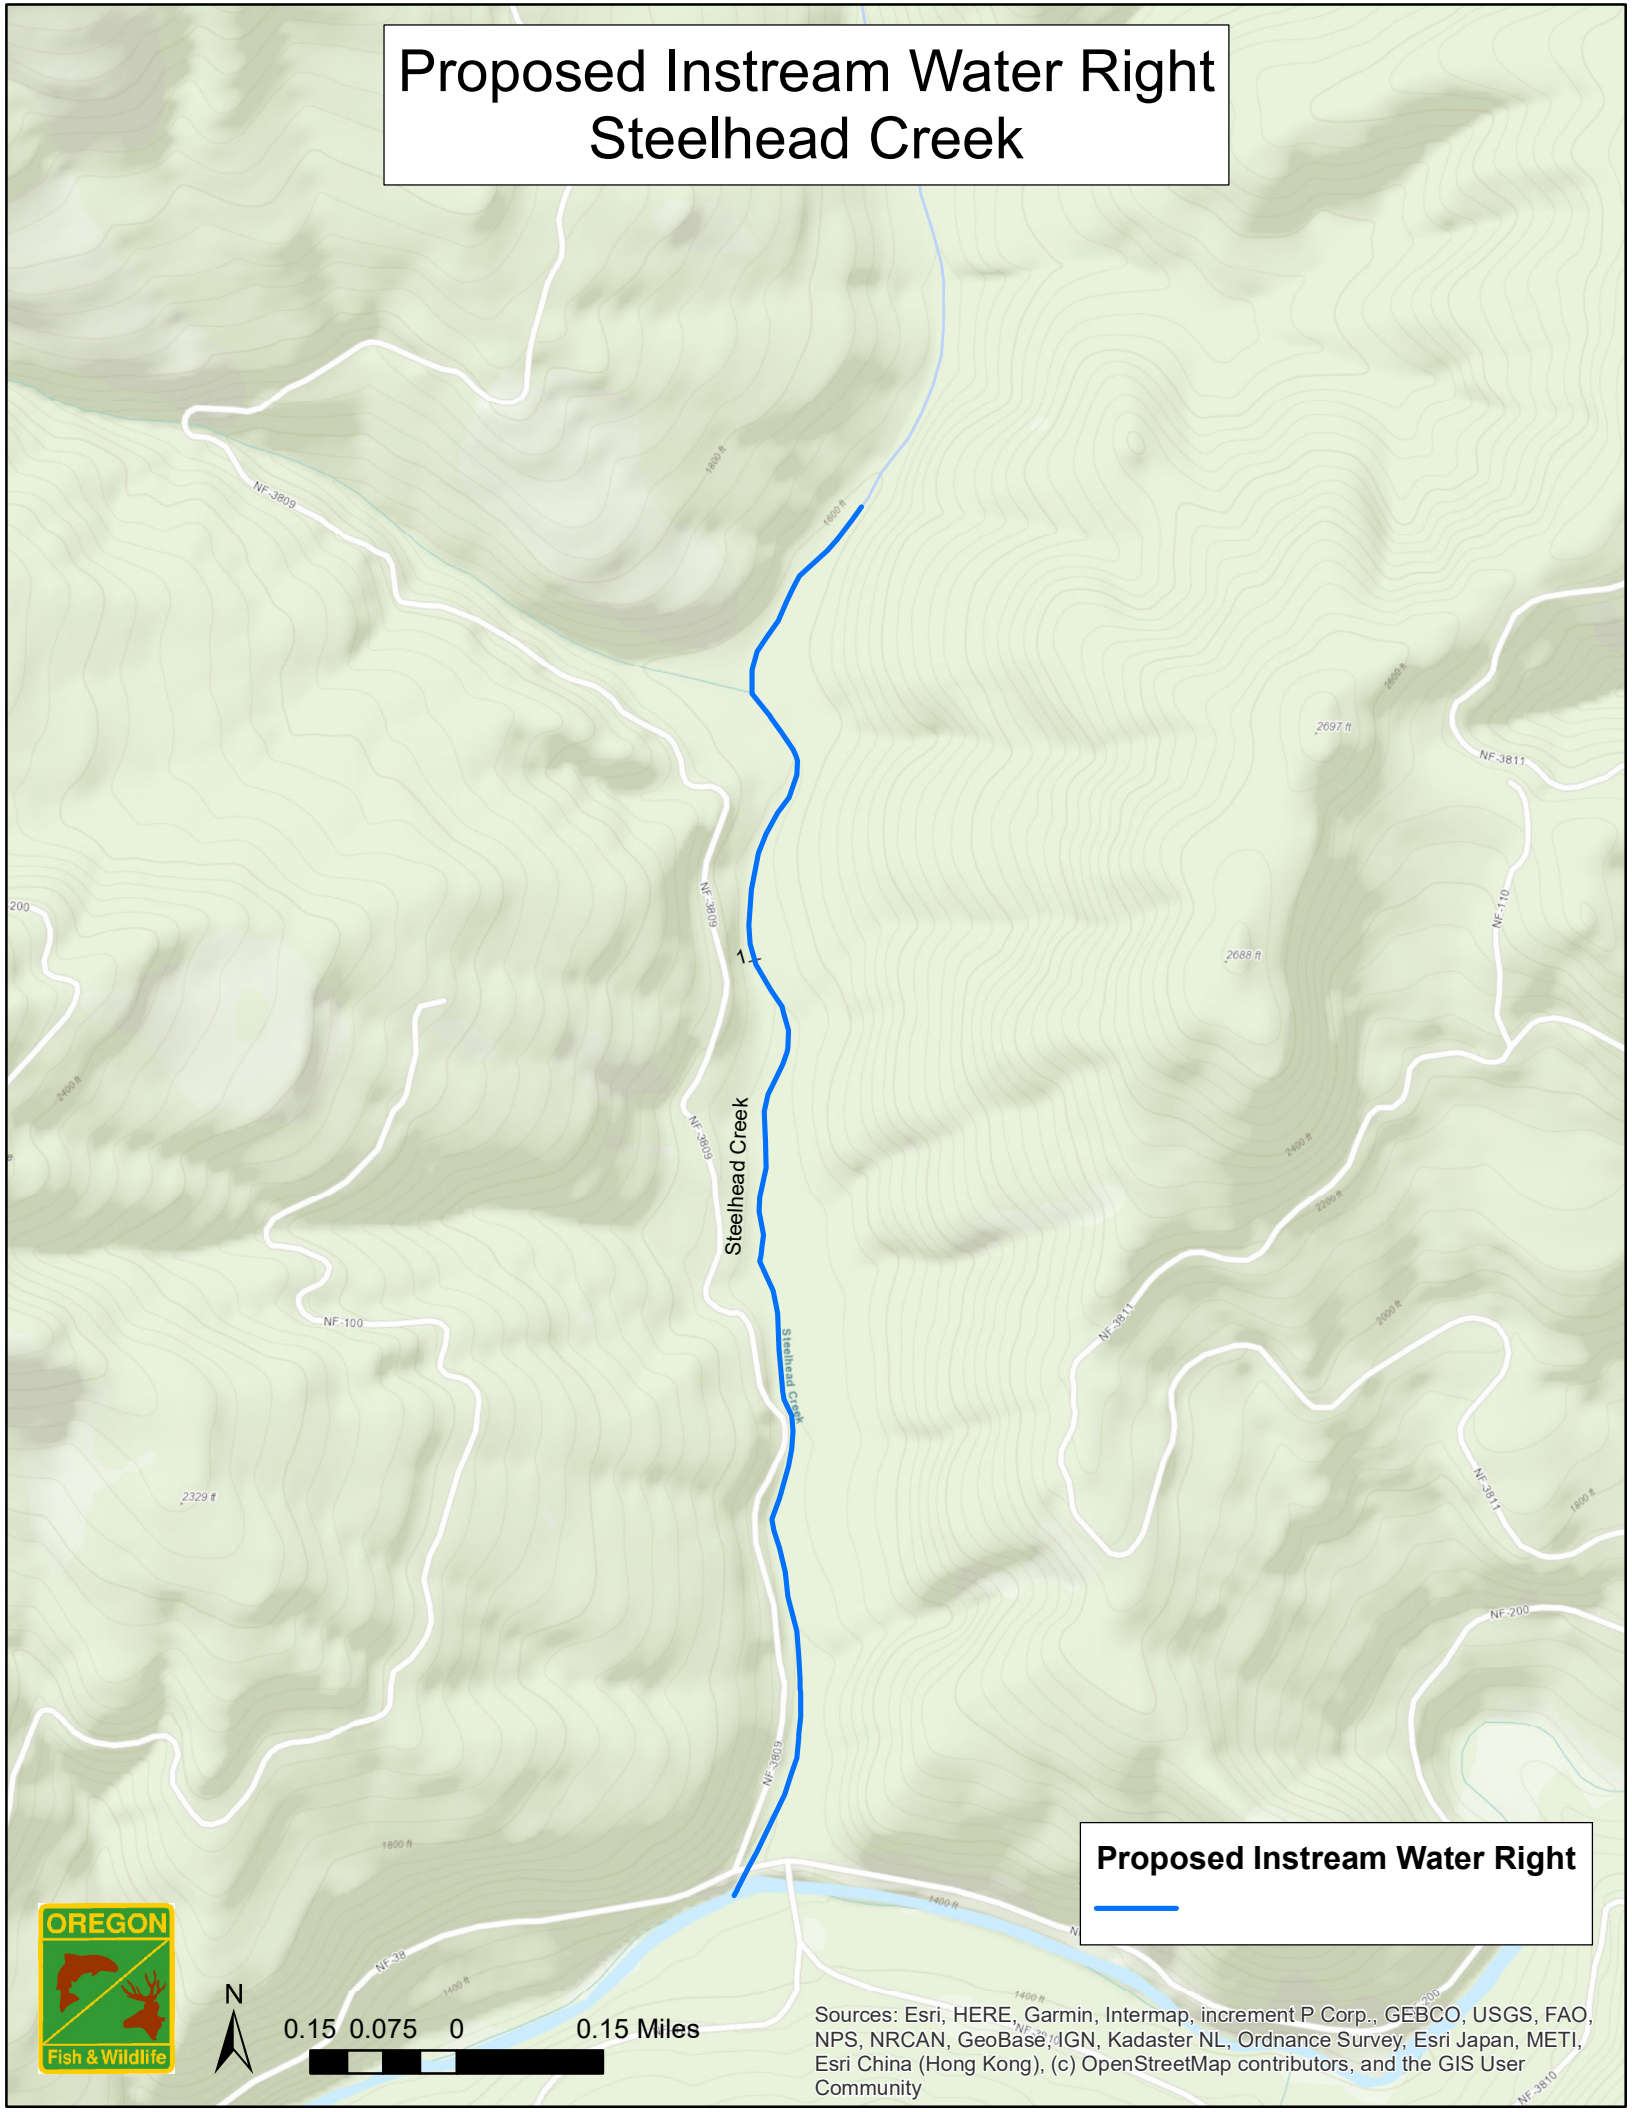 Proposed Instream Water Right
Steelhead Creek
1800 ft
1600 ft
NF-3809
2600 ft
2697 ft
NF-3811
NF-3809
200
NF-110
1
2688 ft
2400 ft
NF-3809
Steelhead Creek
2400 ft
2200 ft
NF-100
NF-3811
2000 ft
Steelhead Creek
2329 ft
NF-3811
1800 ft
NF-200
NF-3809
1800 ft
Proposed Instream Water Right
1400 ft
OREGON
Fish & Wildlife
NF-38
1400 ft
N
0.15 0.075 0 0.15 Miles
1400 ft
200
NF-3810
Sources: Esri, HERE, Garmin, Intermap, increment P Corp., GEBCO, USGS, FAO,
NPS, NRCAN, GeoBase, IGN, Kadaster NL, Ordnance Survey, Esri Japan, METI,
Esri China (Hong Kong), (c) OpenStreetMap contributors, and the GIS User
Community
NF-3810